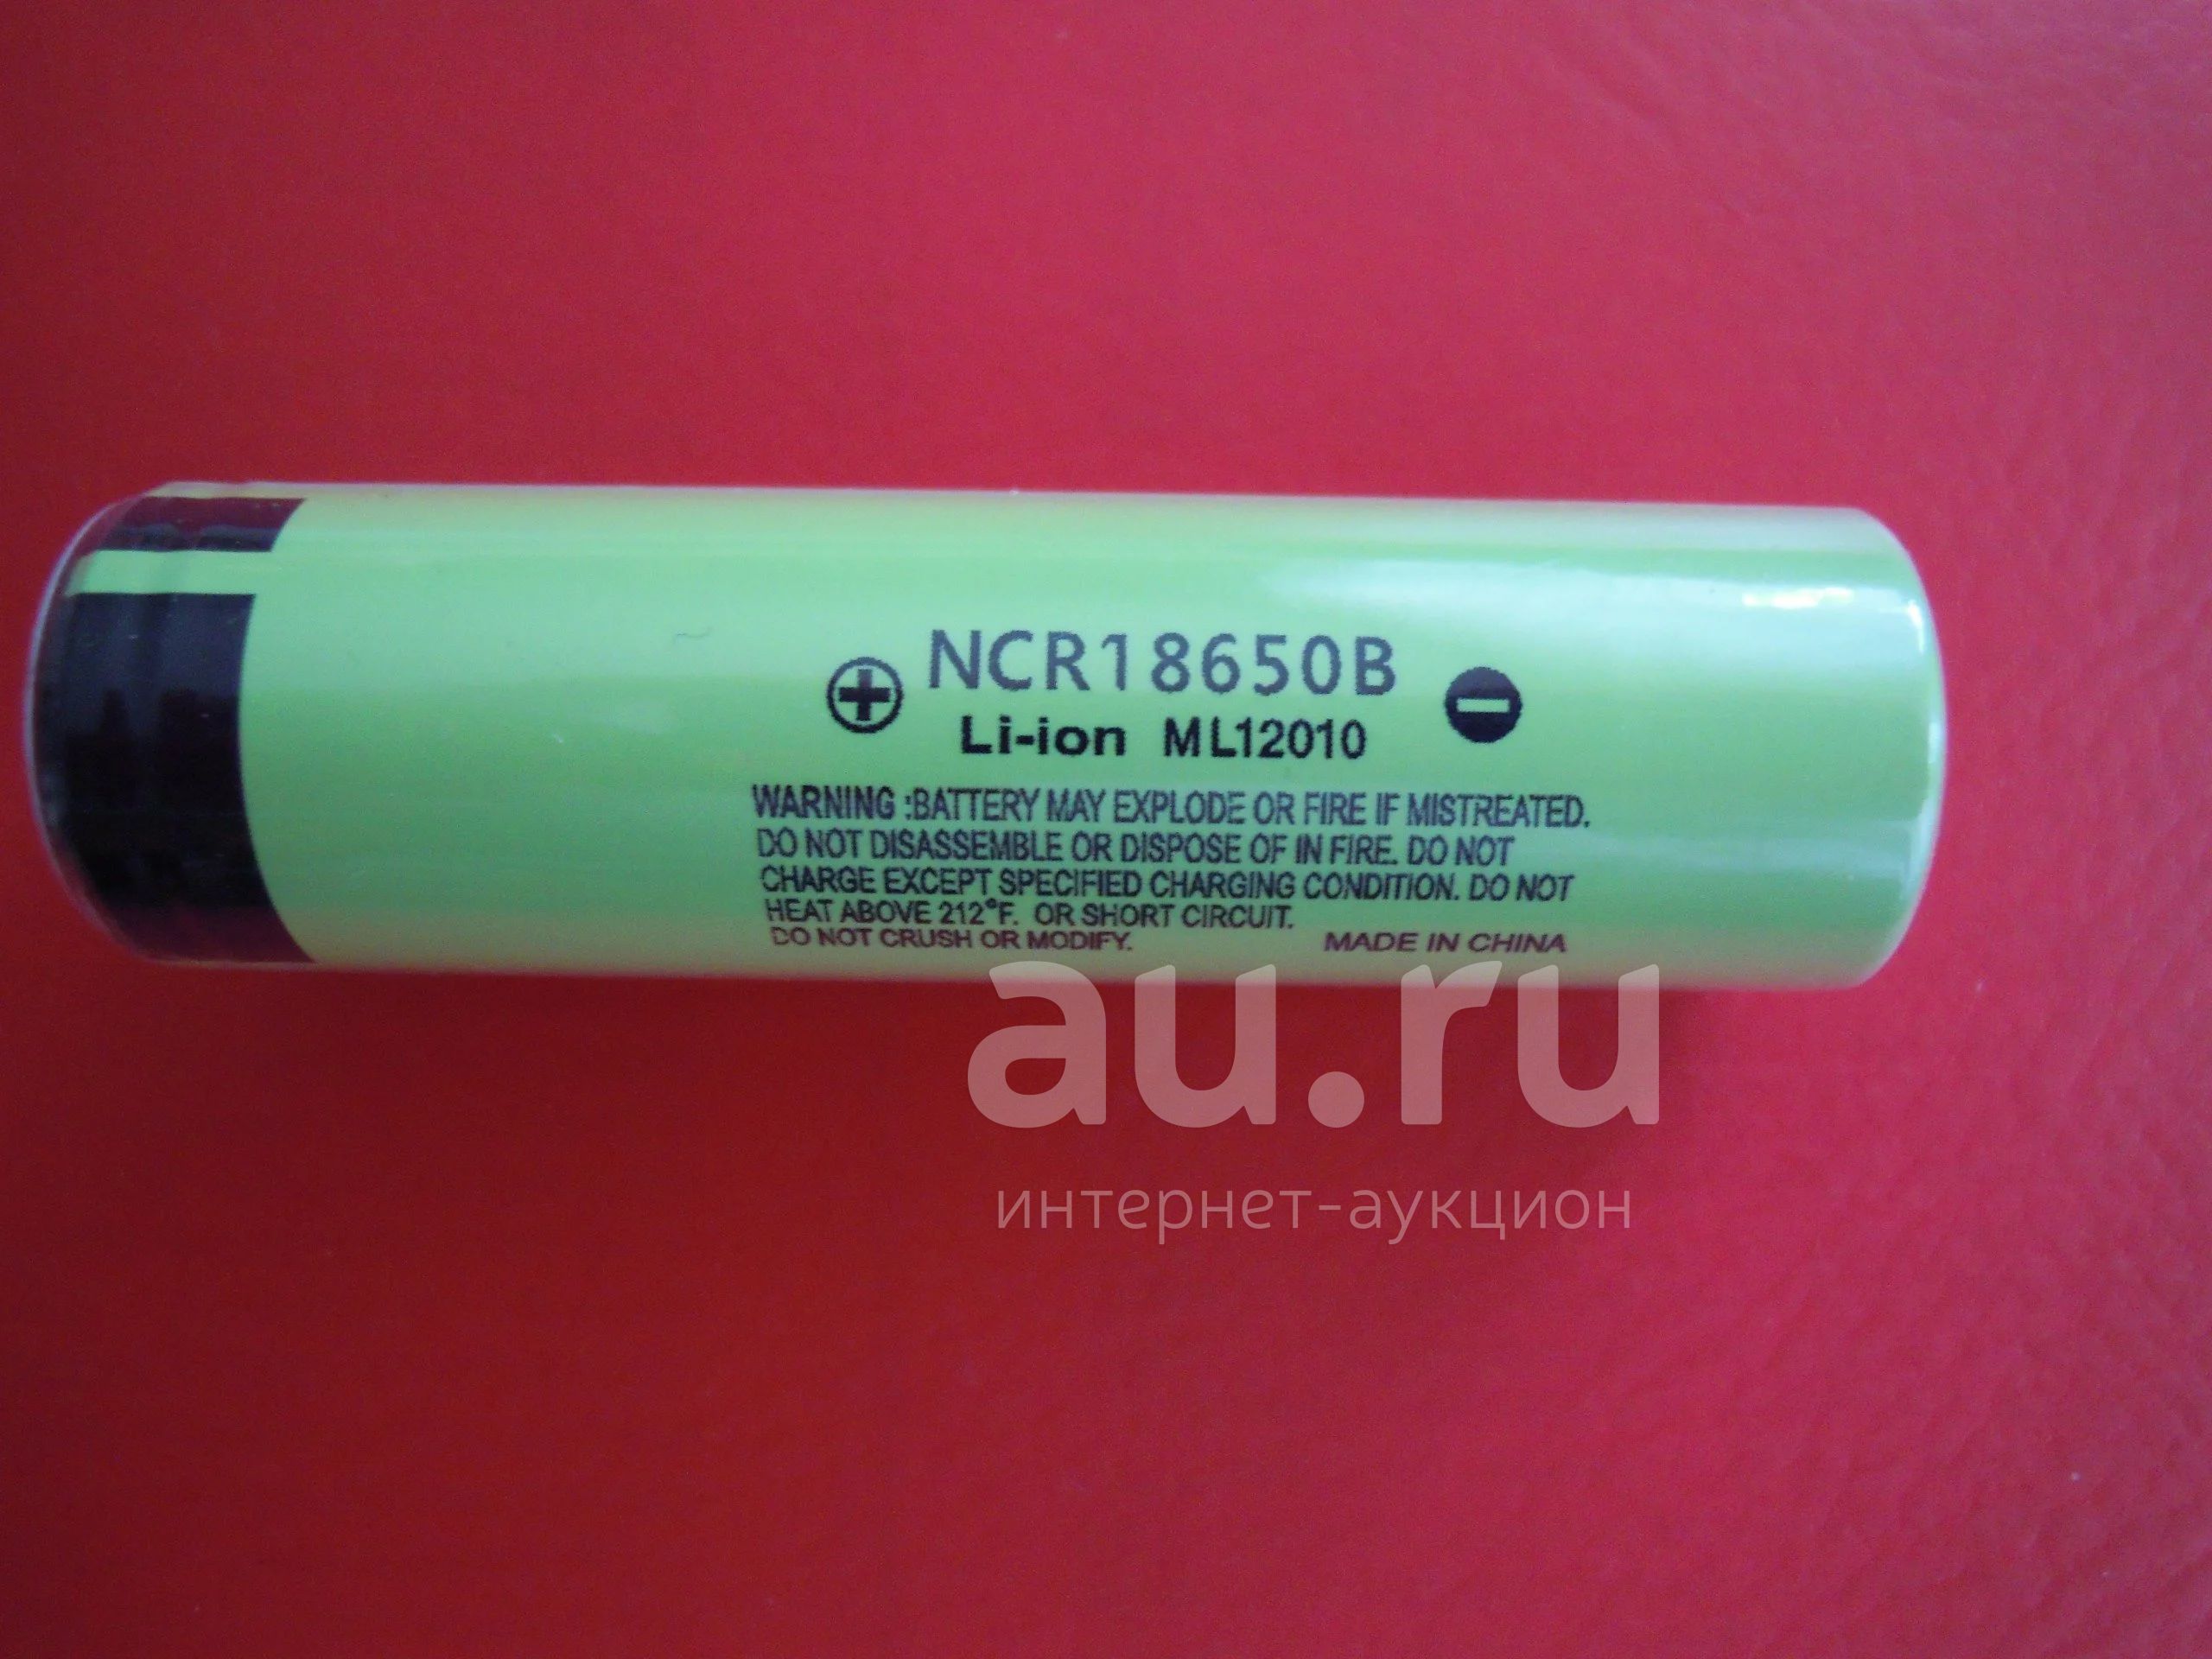 NCR18650B
Li-ion ML12010
WARNING :BATTERY MAY EXPLODE OR FIRE IF MISTREATED.
DO NOT DISASSEMBLE OR DISPOSE OF IN FIRE. DO NOT
CHARGE EXCEPT SPECIFIED CHARGING CONDITION. DO NOT
HEAT ABOVE 212°F. OR SHORT CIRCUIT.
DO NOT CRUSH OR MODIFY. MADE IN CHINA
au.ru
интернет-аукцион